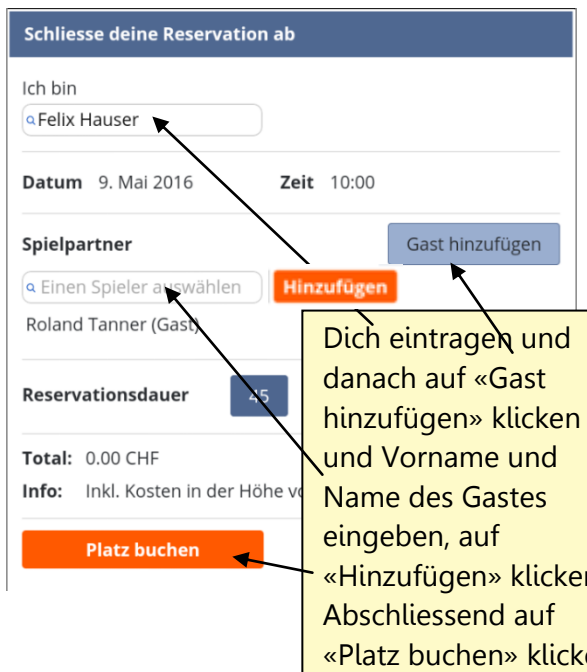 Schliesse deine Reservation ab
Ich bin
Felix Hauser
Datum 9. Mai 2016 Zeit 10:00
Spielpartner Gast hinzufügen
Einen Spieler auswählen Hinzufügen
Roland Tanner (Gast)
Reservationsdauer 45
Total: 0.00 CHF
Info: Inkl. Kosten in der Höhe
Platz buchen
Dich eintragen und
danach auf «Gast
hinzufügen» klicken
und Vorname und
Name des Gastes
eingeben, auf
«Hinzufügen» klicken
Abschliessend auf
«Platz buchen» klick